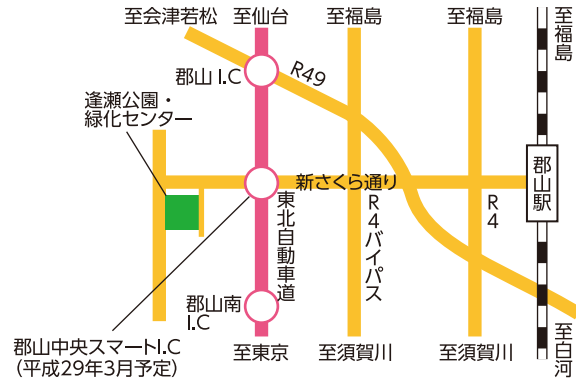 至会津若松
至仙台
至福島
至福島
至福島
郡山 I.C
R49
逢瀬公園・
緑化センター
新さくら通り
郡山駅
東北自動車道
R4バイパス
R4
郡山南
I.C
郡山中央スマートI.C
(平成29年3月予定)
至東京
至須賀川
至須賀川
至白河